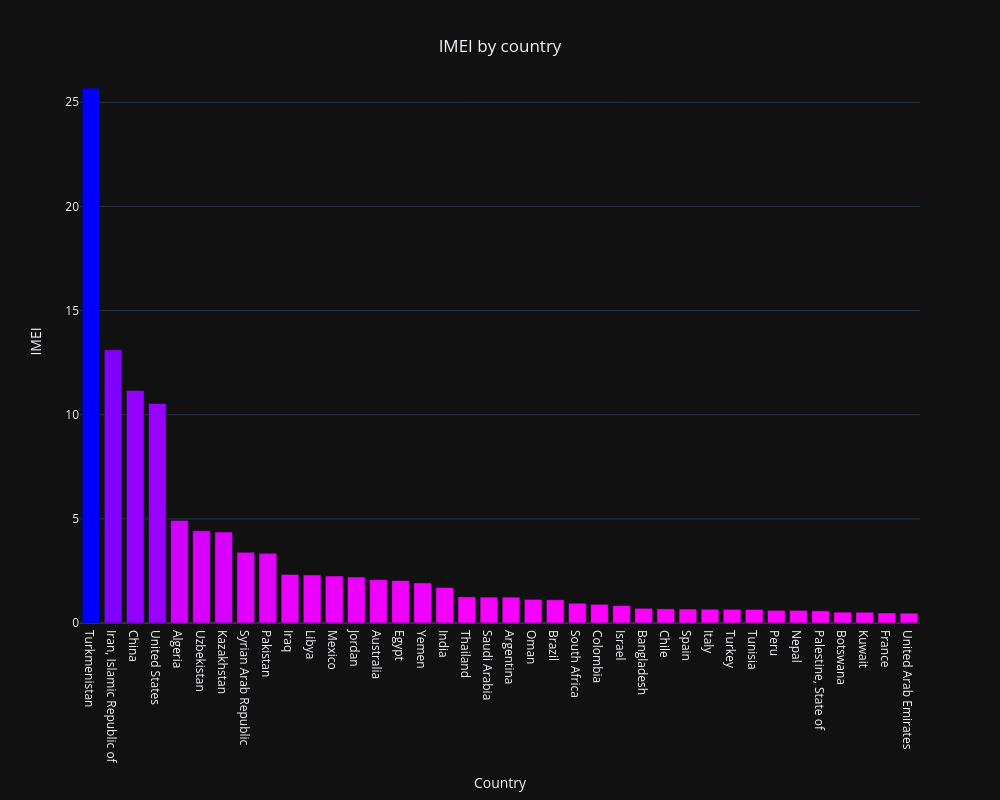 IMEI by country
25
20
15
10
5
0
IMEI
Turkmenistan
Iran, Islamic Republic of
China
United States
Algeria
Uzbekistan
Kazakhstan
Syrian Arab Republic
Pakistan
Iraq
Libya
Mexico
Jordan
Australia
Egypt
Yemen
India
Thailand
Saudi Arabia
Argentina
Oman
Brazil
South Africa
Colombia
Israel
Bangladesh
Chile
Spain
Italy
Turkey
Tunisia
Peru
Nepal
Palestine, State of
Botswana
Kuwait
France
United Arab Emirates
Country